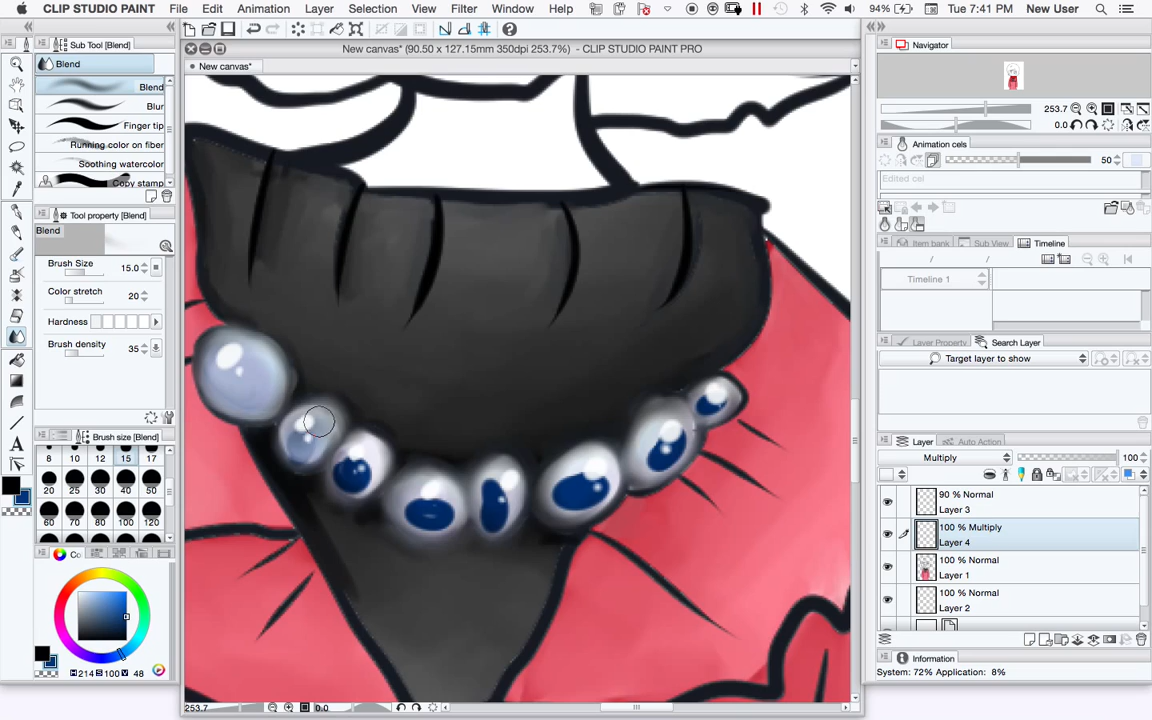 CLIP STUDIO PAINT File Edit Animation Layer Selection View Filter Window Help 94% Tue 7:41 PM New User
New canvas* (90.50 x 127.15mm 350dpi 253.7%) - CLIP STUDIO PAINT PRO
New canvas*
Sub Tool [Blend]
Blend
Blend
Blur
Finger tip
Running color on fiber
Soothing watercolor
Copy stamp
Tool property [Blend]
Blend
Brush Size 15.0
Color stretch 20
Hardness
Brush density 35
Brush size [Blend]
8 10 12 15 17
20 25 30 40 50
60 70 80 100 120
Co
H 214 S 100 V 48
253.7 0.0
Navigator
253.7
0.0
Animation cels
50
Edited cel
Item bank Sub View Timeline
/ /
Timeline 1
Layer Property Search Layer
Target layer to show
Layer Auto Action
Multiply 100
90 % Normal
Layer 3
100 % Multiply
Layer 4
100 % Normal
Layer 1
100 % Normal
Layer 2
Information
System: 72% Application: 8%